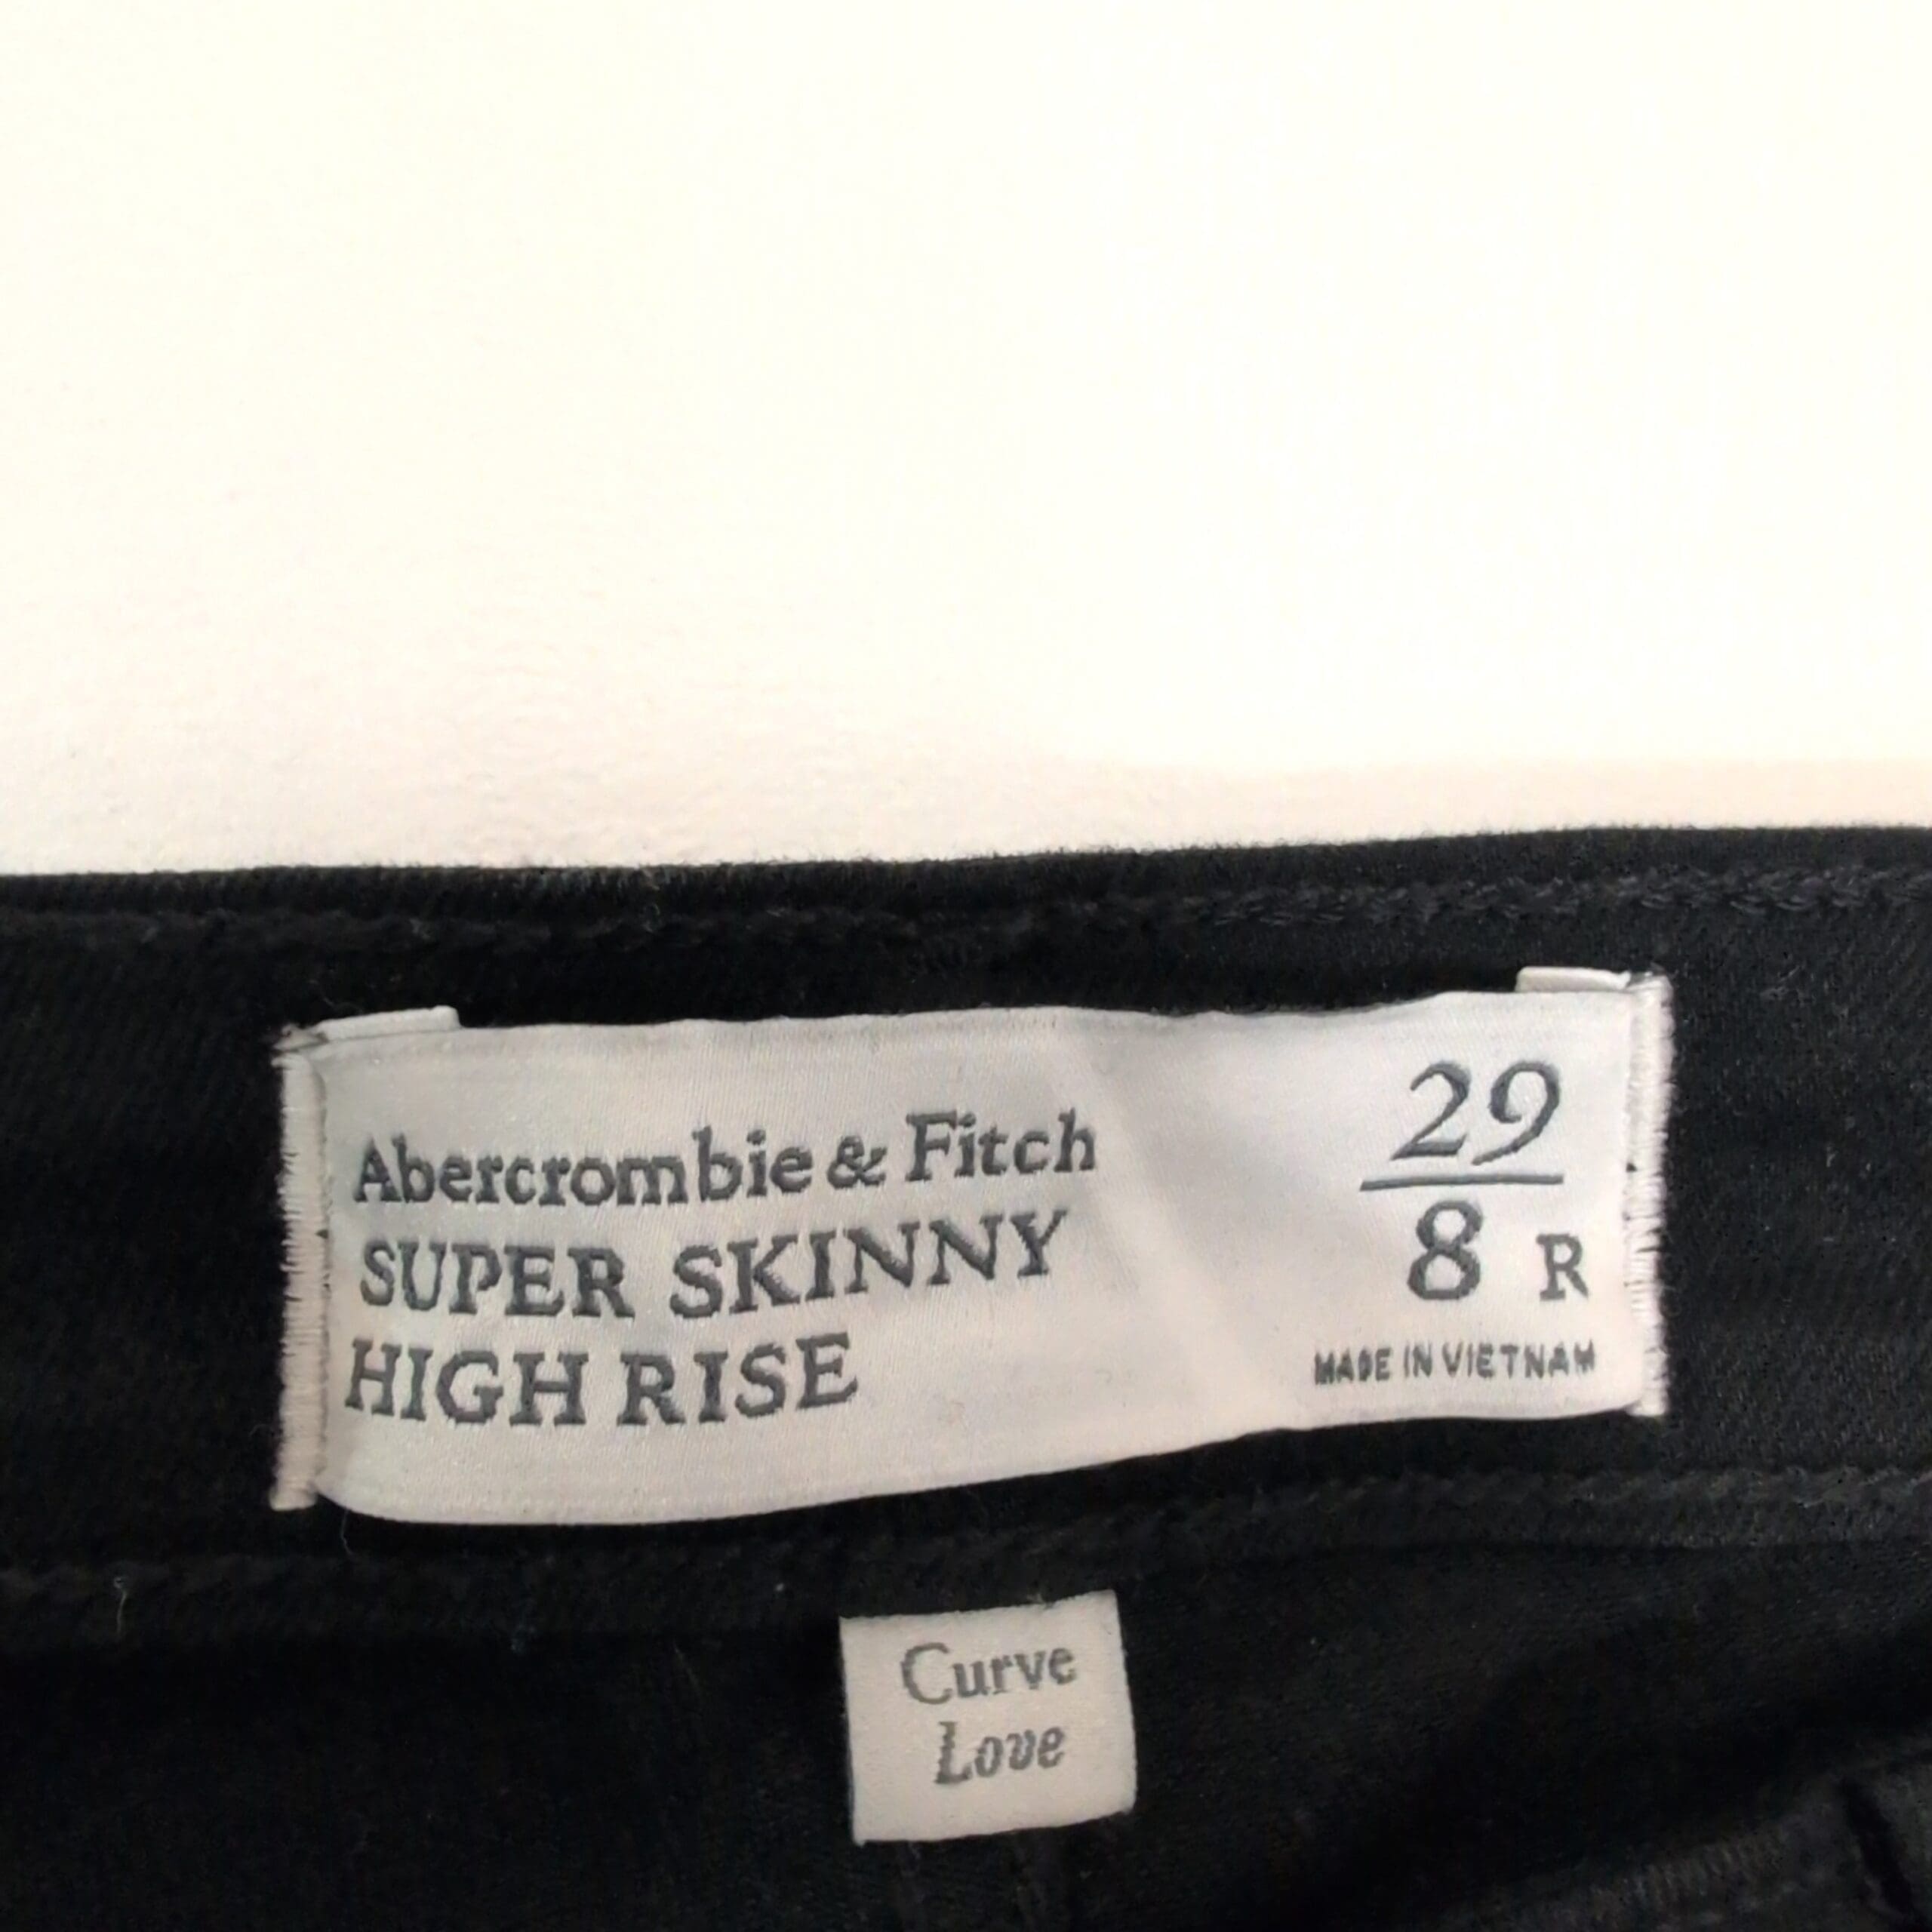 Abercrombie & Fitch
SUPER SKINNY
HIGH RISE
29
8 R
MADE IN VIETNAM
Curve
Love